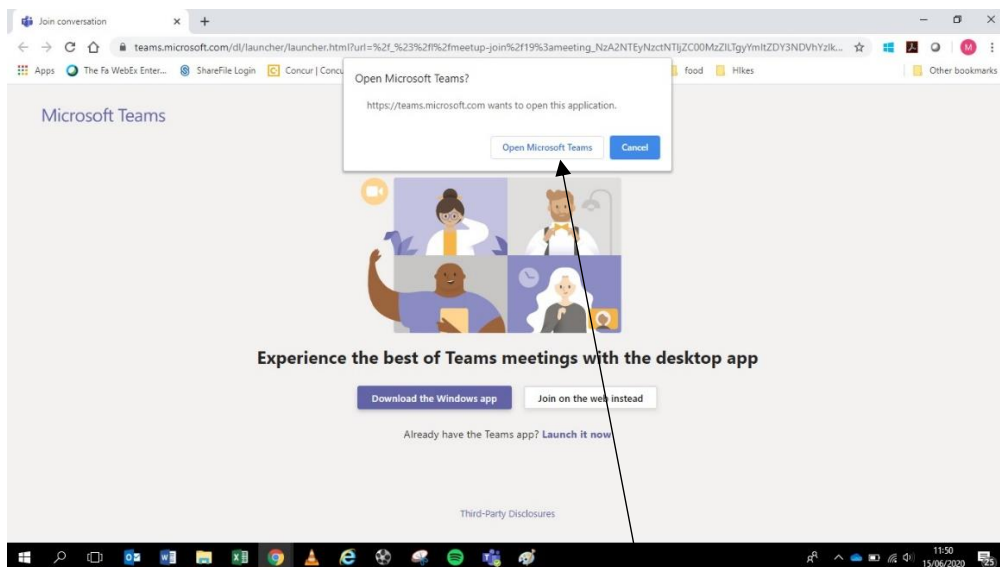 Join conversation
teams.microsoft.com/dl/launcher/launcher.html?url=%2f_%23%2fl%2fmeetup-join%2f19%3ameeting_NzA2NTEyNzctNTljZC00MzZlLTgyYmItZDY3NDVhYzlk...
M
Apps The Fa WebEx Enter... ShareFile Login Concur | Concu food HIkes Other bookmarks
Open Microsoft Teams?
https://teams.microsoft.com wants to open this application.
Open Microsoft Teams Cancel
Microsoft Teams
Experience the best of Teams meetings with the desktop app
Download the Windows app Join on the web instead
Already have the Teams app? Launch it now
Third-Party Disclosures
11:50
15/06/2020
25